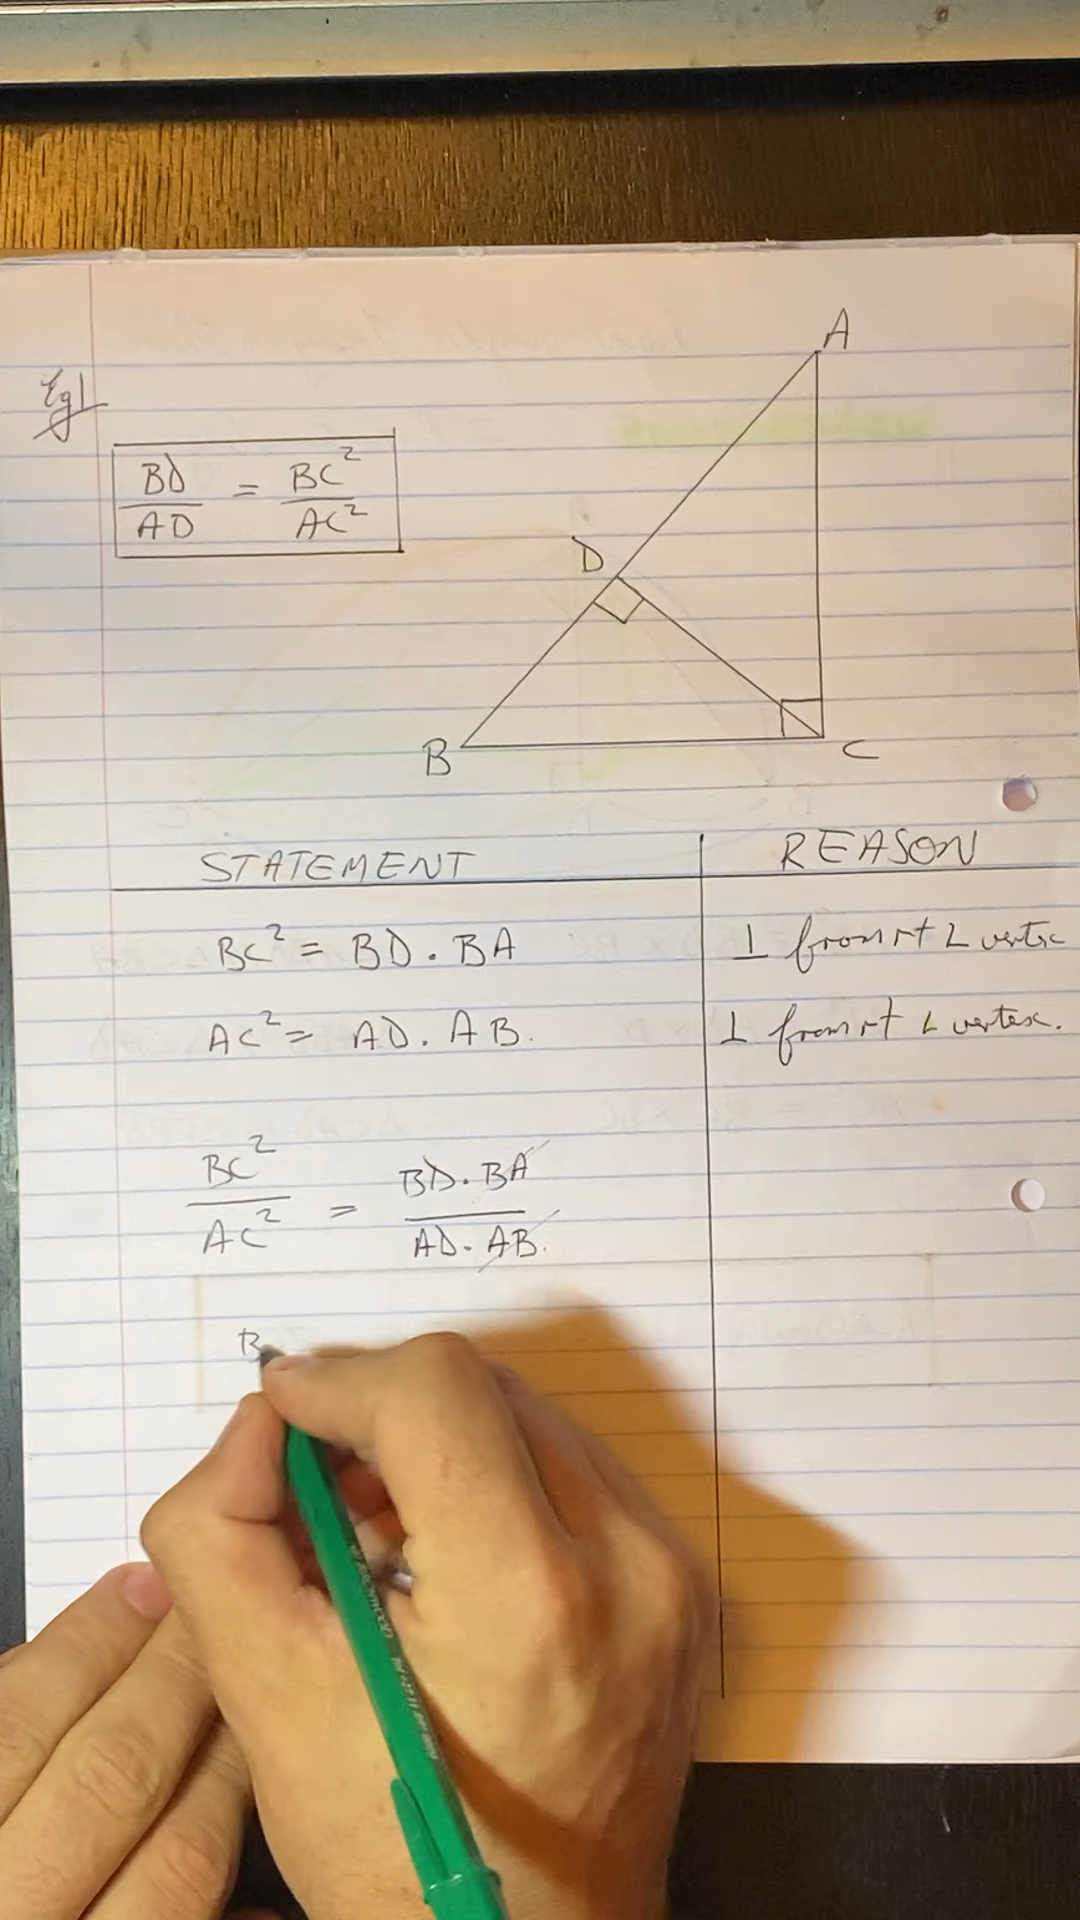 A
Eg1
BD/AD = BC²/AC²
D
B
C
STATEMENT REASON
BC² = BD . BA ⊥ from rt ∟ vertex
AC² = AD . AB. ⊥ from rt ∟ vertex.
BC²/AC² = BD . BA/AD . AB.
B